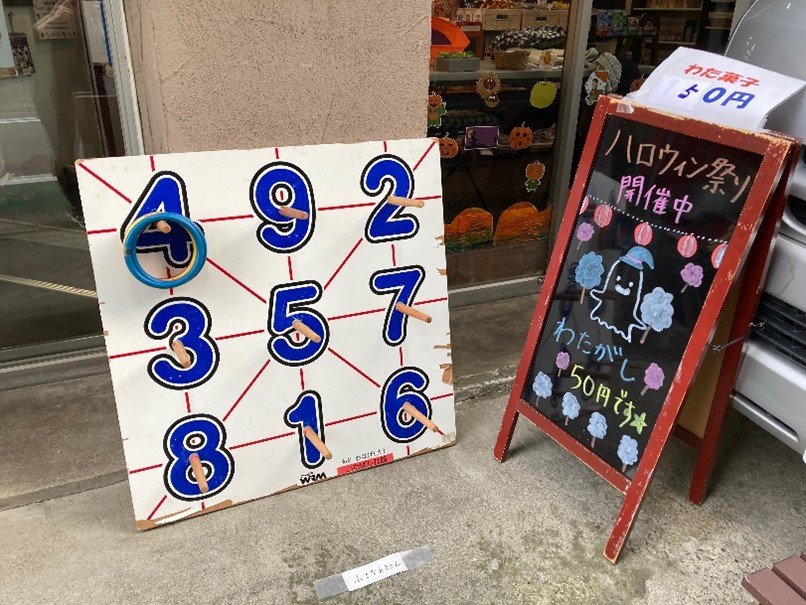 4 9 2
3 5 7
8 1 6
わた菓子
50円
ハロウィン祭り
開催中
わたがし
50円です